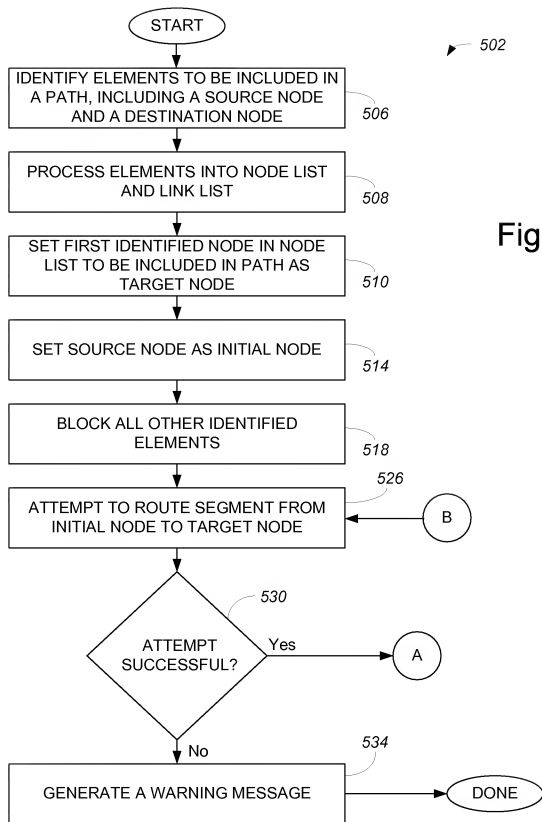 START
502
IDENTIFY ELEMENTS TO BE INCLUDED IN
A PATH, INCLUDING A SOURCE NODE
AND A DESTINATION NODE
506
PROCESS ELEMENTS INTO NODE LIST
AND LINK LIST
508
Fig
SET FIRST IDENTIFIED NODE IN NODE
LIST TO BE INCLUDED IN PATH AS
TARGET NODE
510
SET SOURCE NODE AS INITIAL NODE
514
BLOCK ALL OTHER IDENTIFIED
ELEMENTS
518
526
ATTEMPT TO ROUTE SEGMENT FROM
INITIAL NODE TO TARGET NODE
B
530
ATTEMPT
SUCCESSFUL?
Yes
A
No
534
GENERATE A WARNING MESSAGE
DONE